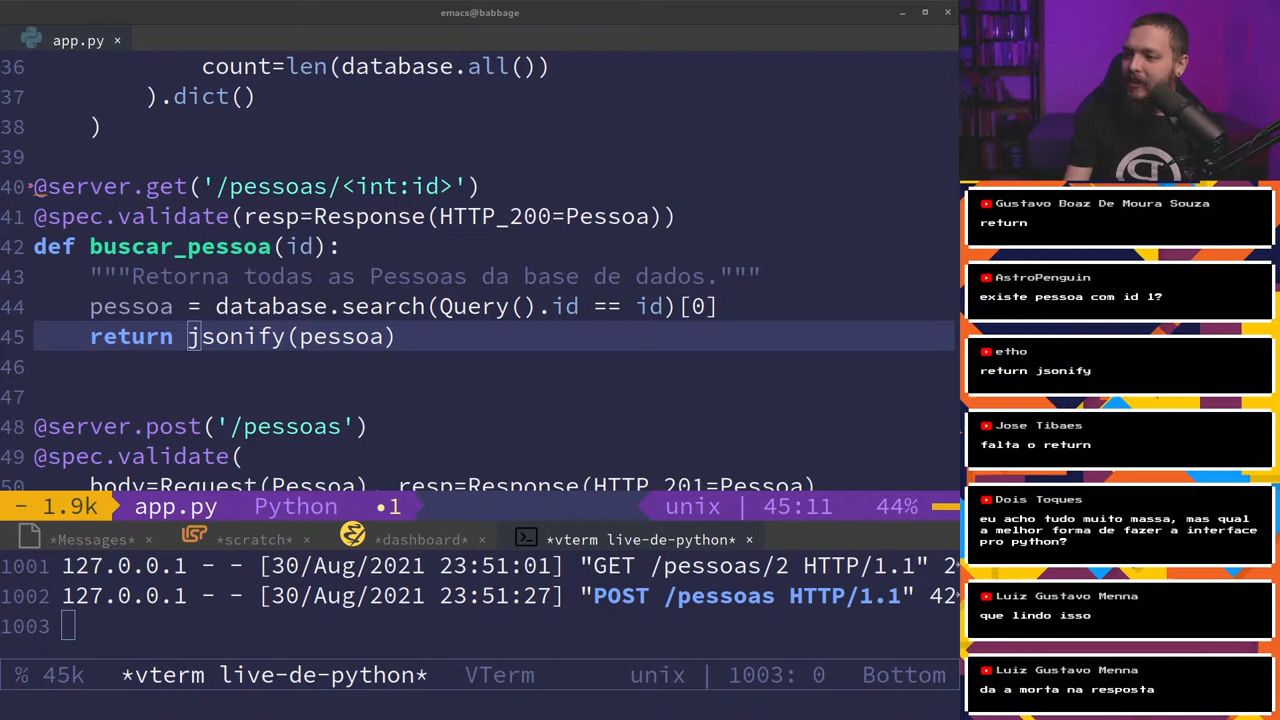 emacs@babbage
app.py ×
36 count=len(database.all())
37 ).dict()
38 )
39
40 @server.get('/pessoas/<int:id>')
41 @spec.validate(resp=Response(HTTP_200=Pessoa))
42 def buscar_pessoa(id):
43 """Retorna todas as Pessoas da base de dados."""
44 pessoa = database.search(Query().id == id)[0]
45 return jsonify(pessoa)
46
47
48 @server.post('/pessoas')
49 @spec.validate(
50 body=Request(Pessoa), resp=Response(HTTP_201=Pessoa)
- 1.9k app.py Python •1 unix | 45:11 44%
*Messages* × *scratch* × *dashboard* × *vterm live-de-python* ×
1001 127.0.0.1 - - [30/Aug/2021 23:51:01] "GET /pessoas/2 HTTP/1.1" 2
1002 127.0.0.1 - - [30/Aug/2021 23:51:27] "POST /pessoas HTTP/1.1" 42
1003
% 45k *vterm live-de-python* VTerm unix | 1003: 0 Bottom
Gustavo Boaz De Moura Souza
return
AstroPenguin
existe pessoa com id 1?
etho
return jsonify
Jose Tibaes
falta o return
Dois Toques
eu acho tudo muito massa, mas qual
a melhor forma de fazer a interface
pro python?
Luiz Gustavo Menna
que lindo isso
Luiz Gustavo Menna
da a morta na resposta